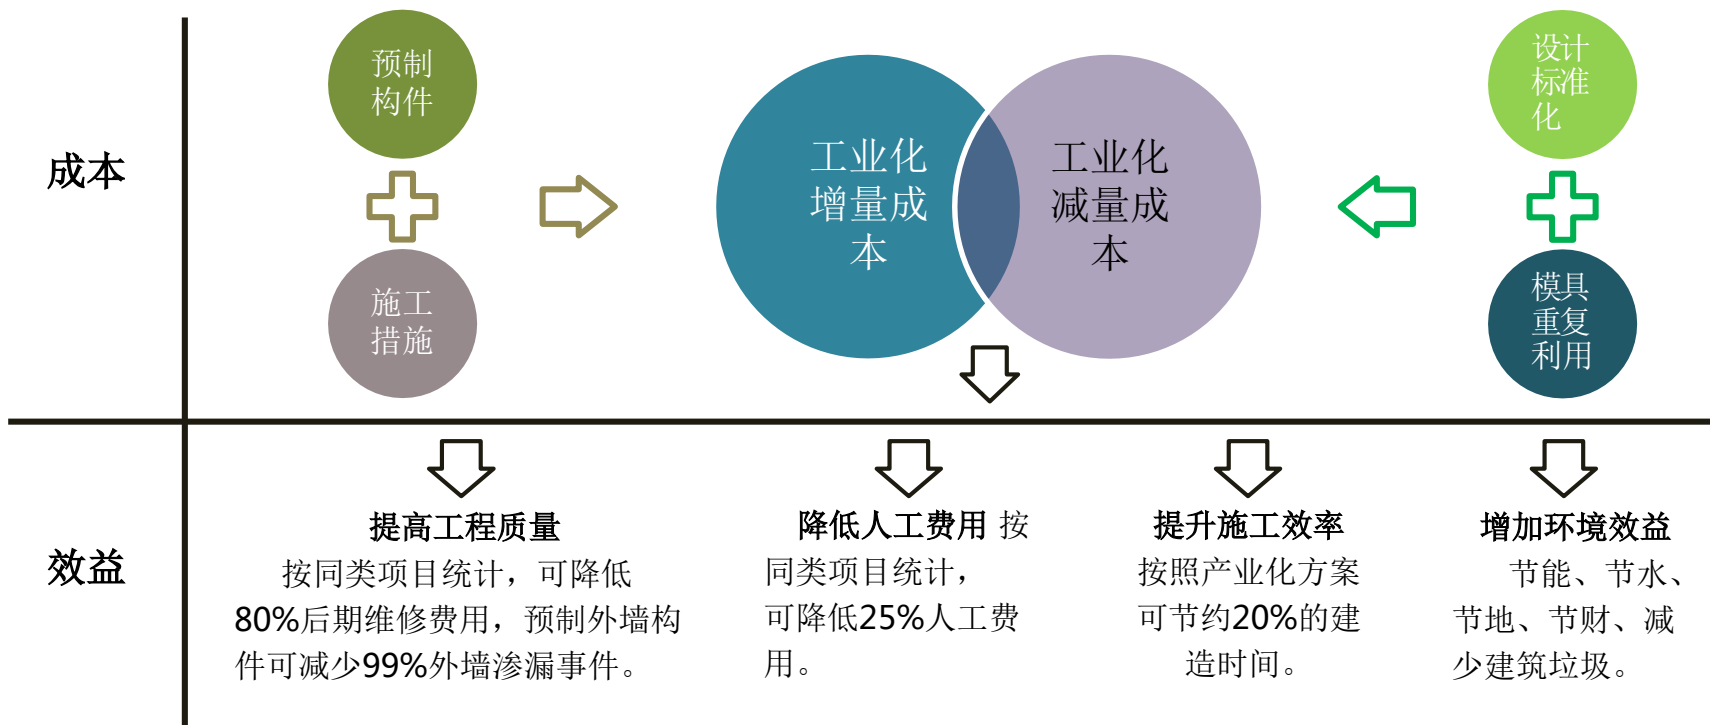 成本
预制
构件
施工
措施
工业化
增量成
本
工业化
减量成
本
设计
标准
化
模具
重复
利用
效益
提高工程质量
按同类项目统计，可降低
80%后期维修费用，预制外墙构
件可减少99%外墙渗漏事件。
降低人工费用 按
同类项目统计，
可降低25%人工费
用。
提升施工效率
按照产业化方案
可节约20%的建
造时间。
增加环境效益
节能、节水、
节地、节财、减
少建筑垃圾。